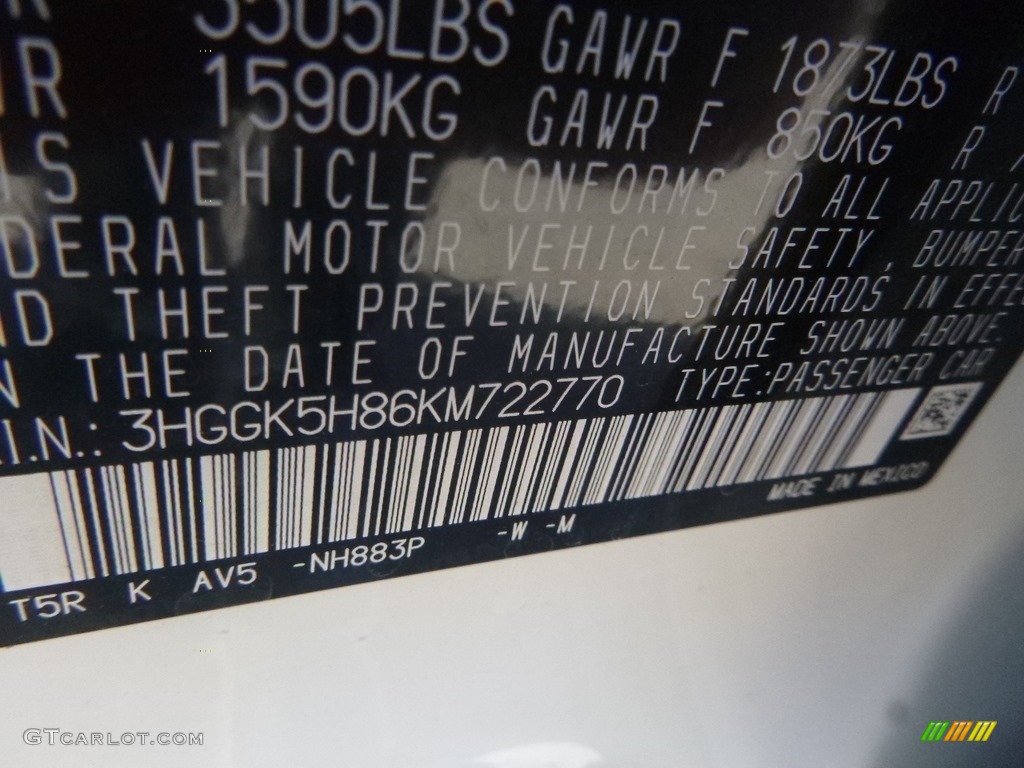 3505LBS GAWR F 1873LBS R
1590KG GAWR F 850KG R
VEHICLE CONFORMS TO ALL APPLIC
DERAL MOTOR VEHICLE SAFETY, BUMPER
ND THEFT PREVENTION STANDARDS IN EFFE
N THE DATE OF MANUFACTURE SHOWN ABOVE.
.I.N.: 3HGGK5H86KM722770 TYPE:PASSENGER CAR
MADE IN MEXICO
T5R K AV5 -NH883P -W -M
GTCARLOT.COM